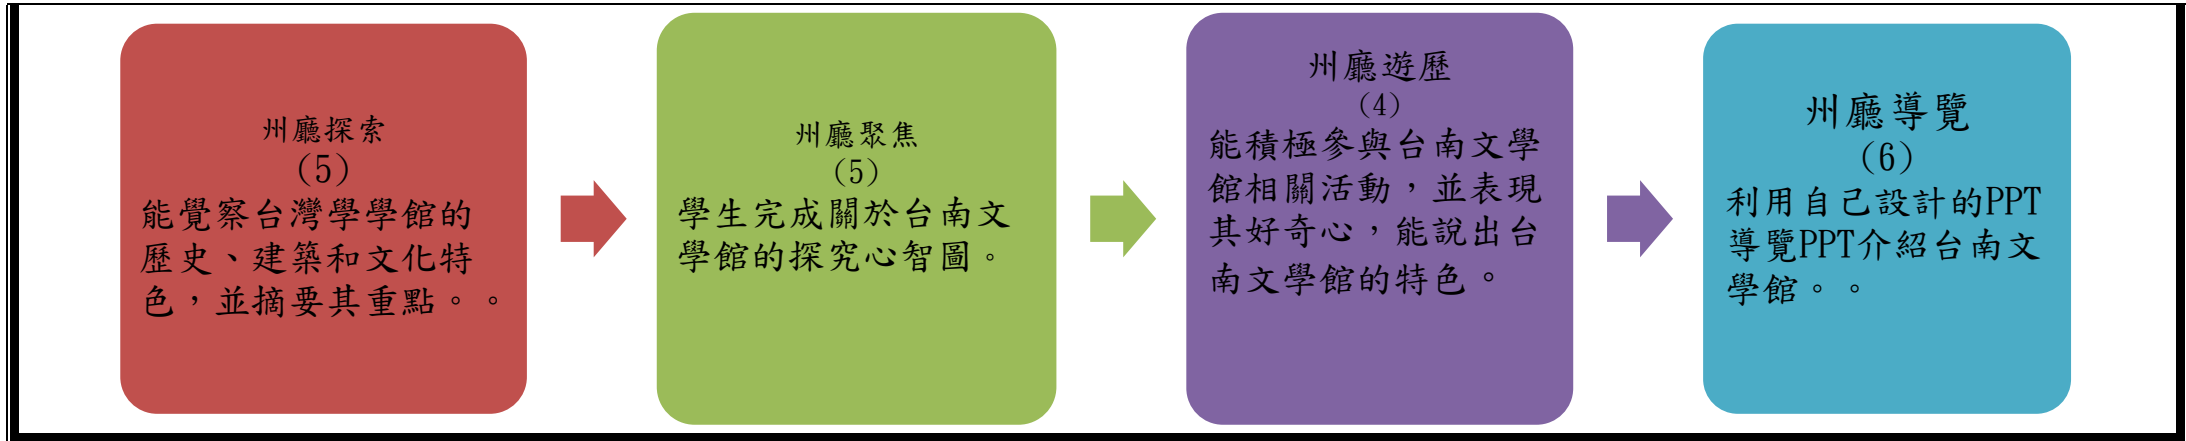 州廳探索
(5)
能覺察台灣學學館的
歷史、建築和文化特
色，並摘要其重點。。
州廳聚焦
(5)
學生完成關於台南文
學館的探究心智圖。
州廳遊歷
(4)
能積極參與台南文學
館相關活動，並表現
其好奇心，能說出台
南文學館的特色。
州廳導覽
(6)
利用自己設計的PPT
導覽PPT介紹台南文
學館。。